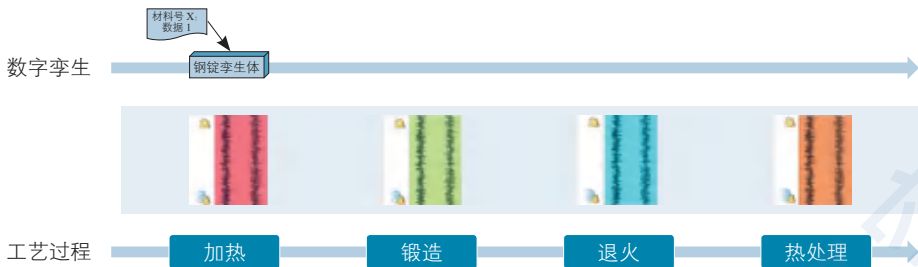 材料号 X:
数据 1
数字孪生
钢锭孪生体
工艺过程
加热
锻造
退火
热处理